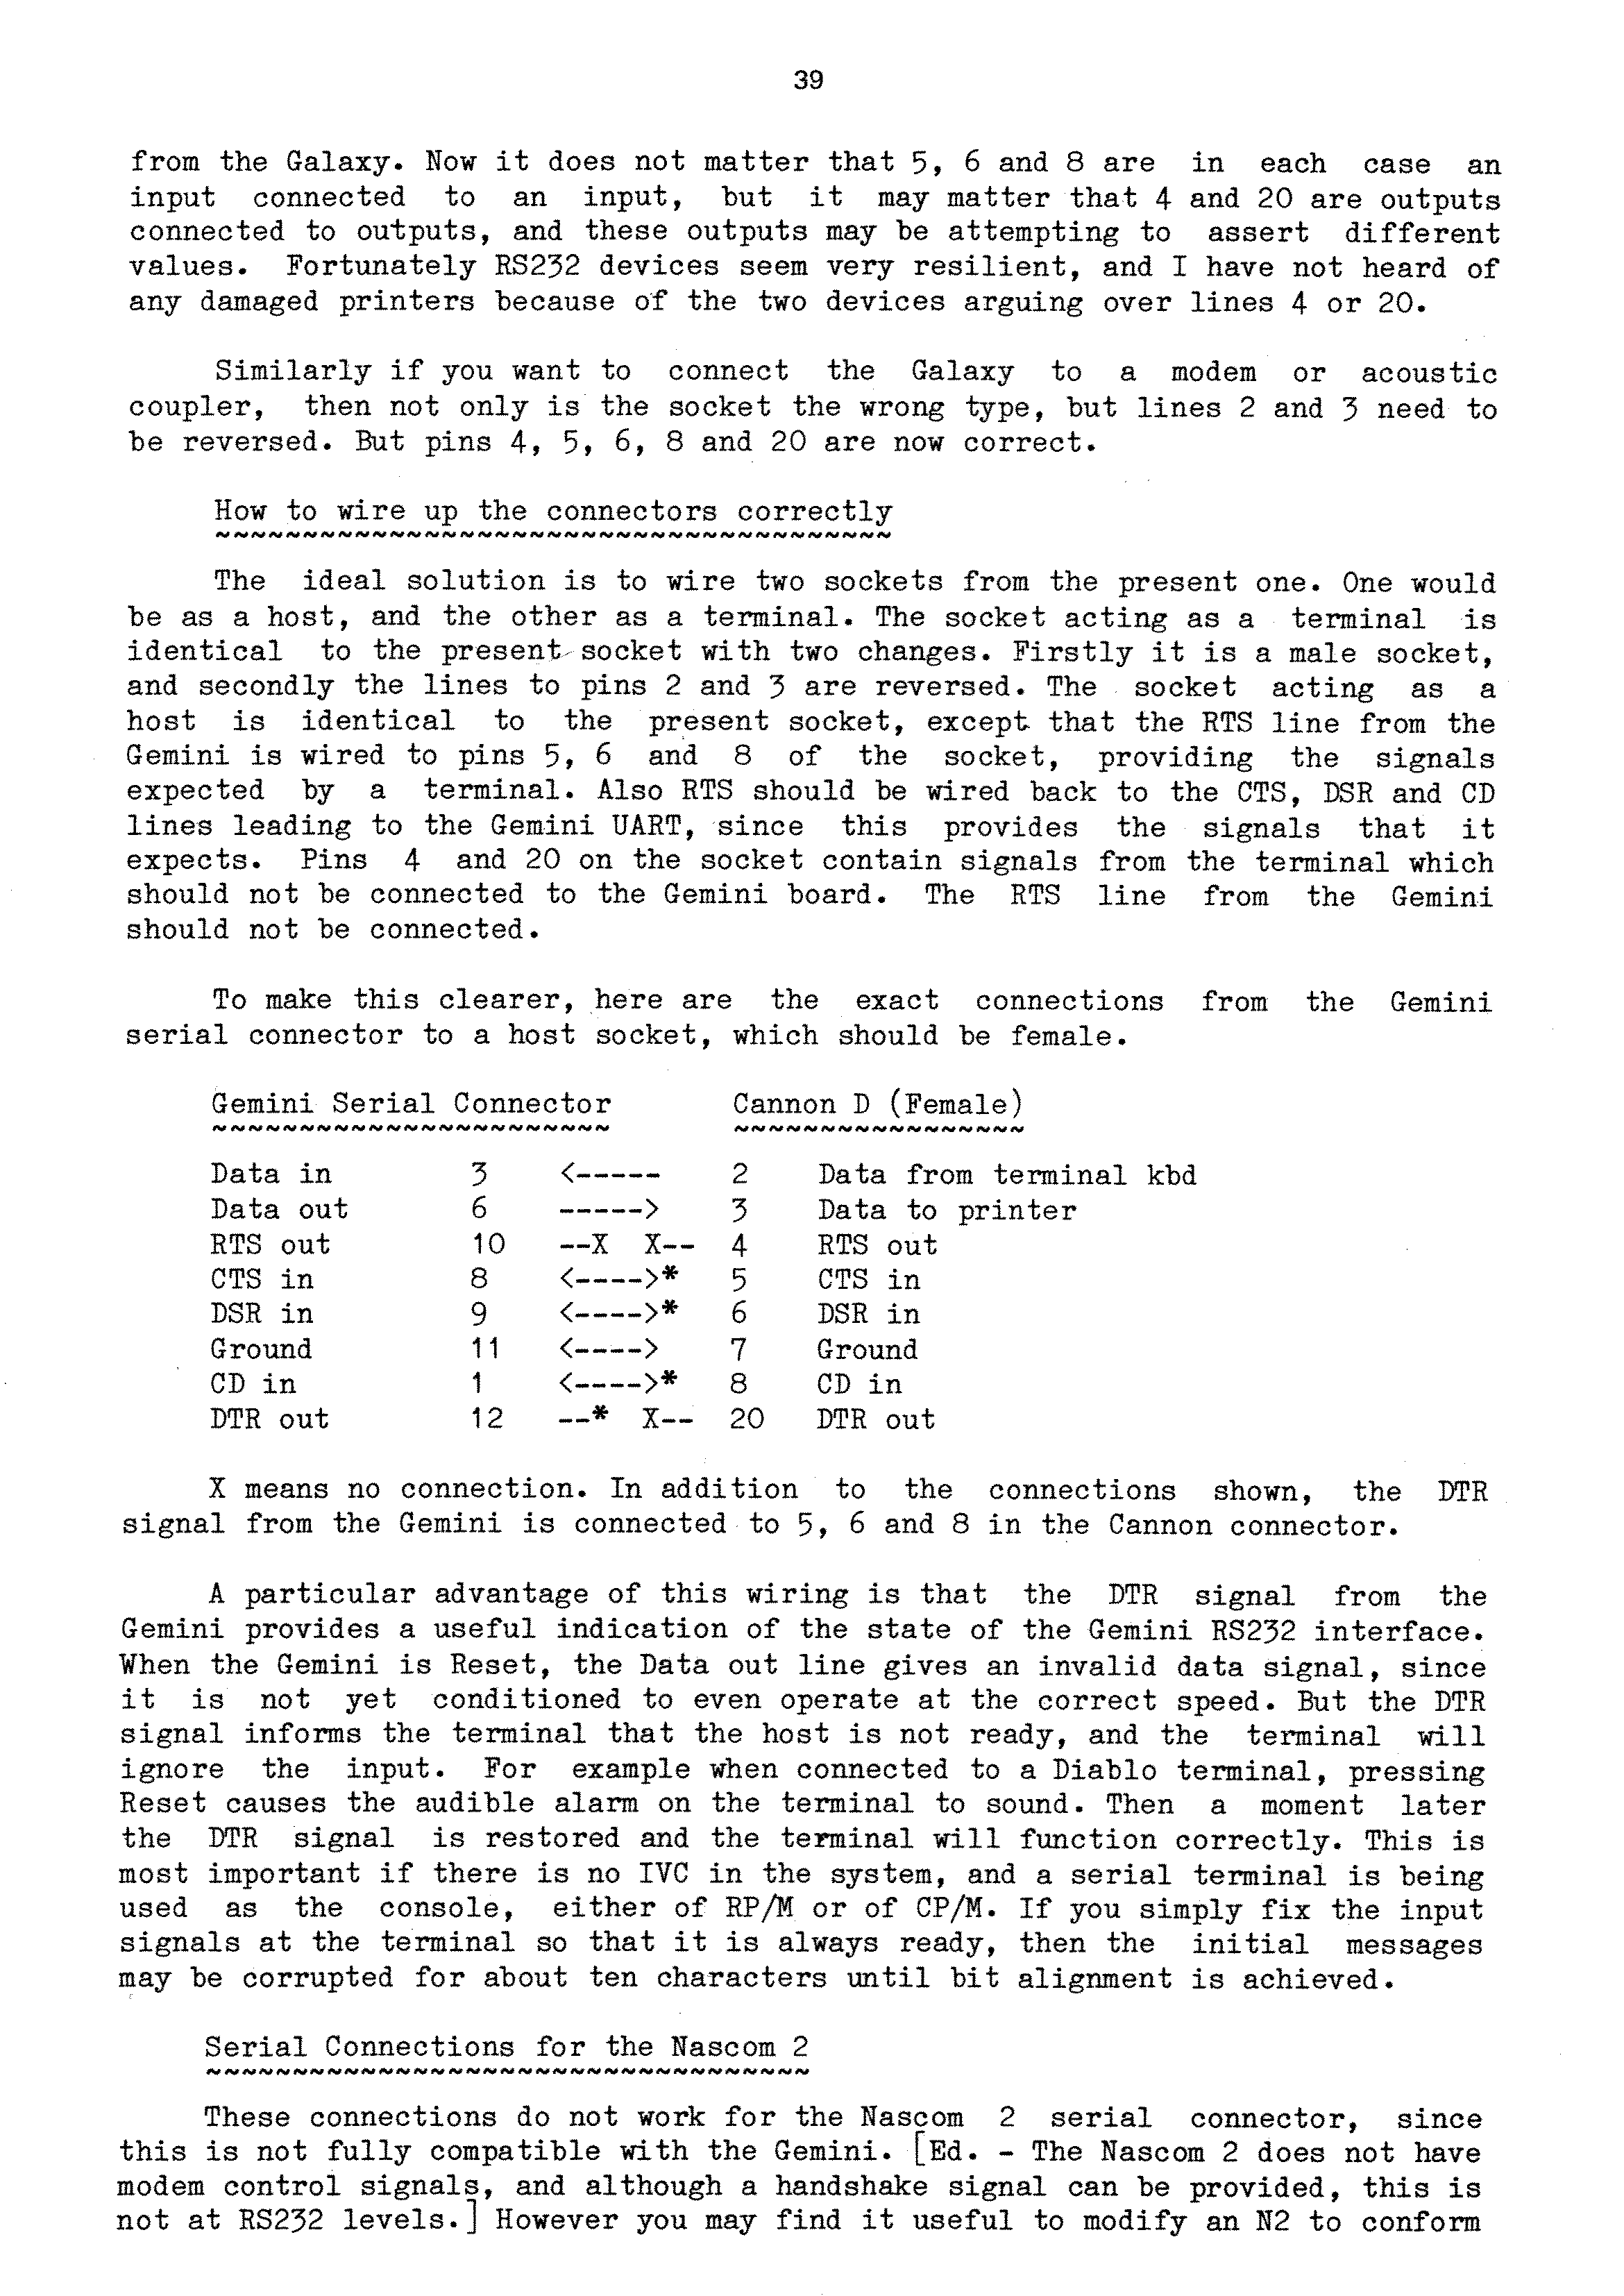 39
from the Galaxy. Now it does not matter that 5, 6 and 8 are in each case an
input connected to an input, but it may matter that 4 and 20 are outputs
connected to outputs, and these outputs may be attempting to assert different
values. Fortunately RS232 devices seem very resilient, and I have not heard of
any damaged printers because of the two devices arguing over lines 4 or 20.
Similarly if you want to connect the Galaxy to a modem or acoustic
coupler, then not only is the socket the wrong type, but lines 2 and 3 need to
be reversed. But pins 4, 5, 6, 8 and 20 are now correct.
How to wire up the connectors correctly
~~~~~~~~~~~~~~~~~~~~~~~~~~~~~~~~~~~~~~~
The ideal solution is to wire two sockets from the present one. One would
be as a host, and the other as a terminal. The socket acting as a terminal is
identical to the present socket with two changes. Firstly it is a male socket,
and secondly the lines to pins 2 and 3 are reversed. The socket acting as a
host is identical to the present socket, except that the RTS line from the
Gemini is wired to pins 5, 6 and 8 of the socket, providing the signals
expected by a terminal. Also RTS should be wired back to the CTS, DSR and CD
lines leading to the Gemini UART, since this provides the signals that it
expects. Pins 4 and 20 on the socket contain signals from the terminal which
should not be connected to the Gemini board. The RTS line from the Gemini
should not be connected.
To make this clearer, here are the exact connections from the Gemini
serial connector to a host socket, which should be female.
Gemini Serial Connector Cannon D (Female)
~~~~~~~~~~~~~~~~~~~~~~~ ~~~~~~~~~~~~~~~~~
Data in 3 <----- 2 Data from terminal kbd
Data out 6 -----> 3 Data to printer
RTS out 10 --X X-- 4 RTS out
CTS in 8 <---->* 5 CTS in
DSR in 9 <---->* 6 DSR in
Ground 11 <----> 7 Ground
CD in 1 <---->* 8 CD in
DTR out 12 --* X-- 20 DTR out
X means no connection. In addition to the connections shown, the DTR
signal from the Gemini is connected to 5, 6 and 8 in the Cannon connector.
A particular advantage of this wiring is that the DTR signal from the
Gemini provides a useful indication of the state of the Gemini RS232 interface.
When the Gemini is Reset, the Data out line gives an invalid data signal, since
it is not yet conditioned to even operate at the correct speed. But the DTR
signal informs the terminal that the host is not ready, and the terminal will
ignore the input. For example when connected to a Diablo terminal, pressing
Reset causes the audible alarm on the terminal to sound. Then a moment later
the DTR signal is restored and the terminal will function correctly. This is
most important if there is no IVC in the system, and a serial terminal is being
used as the console, either of RP/M or of CP/M. If you simply fix the input
signals at the terminal so that it is always ready, then the initial messages
may be corrupted for about ten characters until bit alignment is achieved.
Serial Connections for the Nascom 2
~~~~~~~~~~~~~~~~~~~~~~~~~~~~~~~~~~~
These connections do not work for the Nascom 2 serial connector, since
this is not fully compatible with the Gemini. [Ed. - The Nascom 2 does not have
modem control signals, and although a handshake signal can be provided, this is
not at RS232 levels.] However you may find it useful to modify an N2 to conform